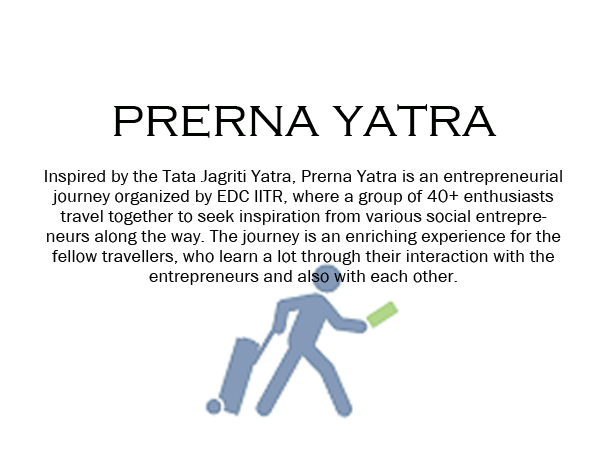 PRERNA YATRA
Inspired by the Tata Jagriti Yatra, Prerna Yatra is an entrepreneurial
journey organized by EDC IITR, where a group of 40+ enthusiasts
travel together to seek inspiration from various social entrepre-
neurs along the way. The journey is an enriching experience for the
fellow travellers, who learn a lot through their interaction with the
entrepreneurs and also with each other.